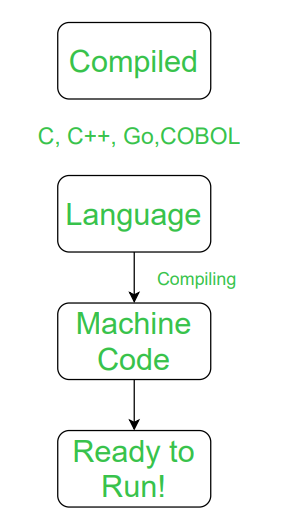 Compiled
C, C++, Go,COBOL
Language
Compiling
Machine
Code
Ready to
Run!